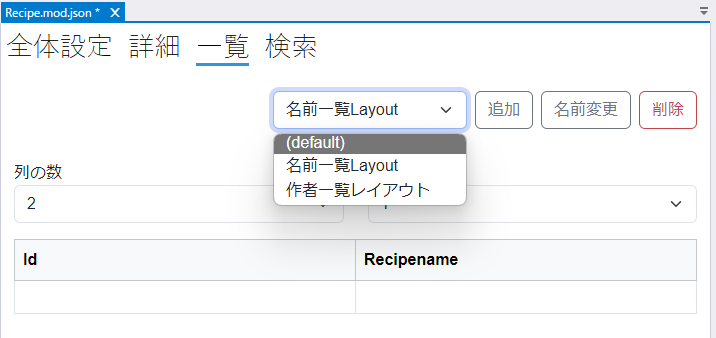 Recipe.mod.json *
全体設定 詳細 一覧 検索
名前一覧Layout 追加 名前変更 削除
(default)
名前一覧Layout
作者一覧レイアウト
列の数
2
Id Recipename